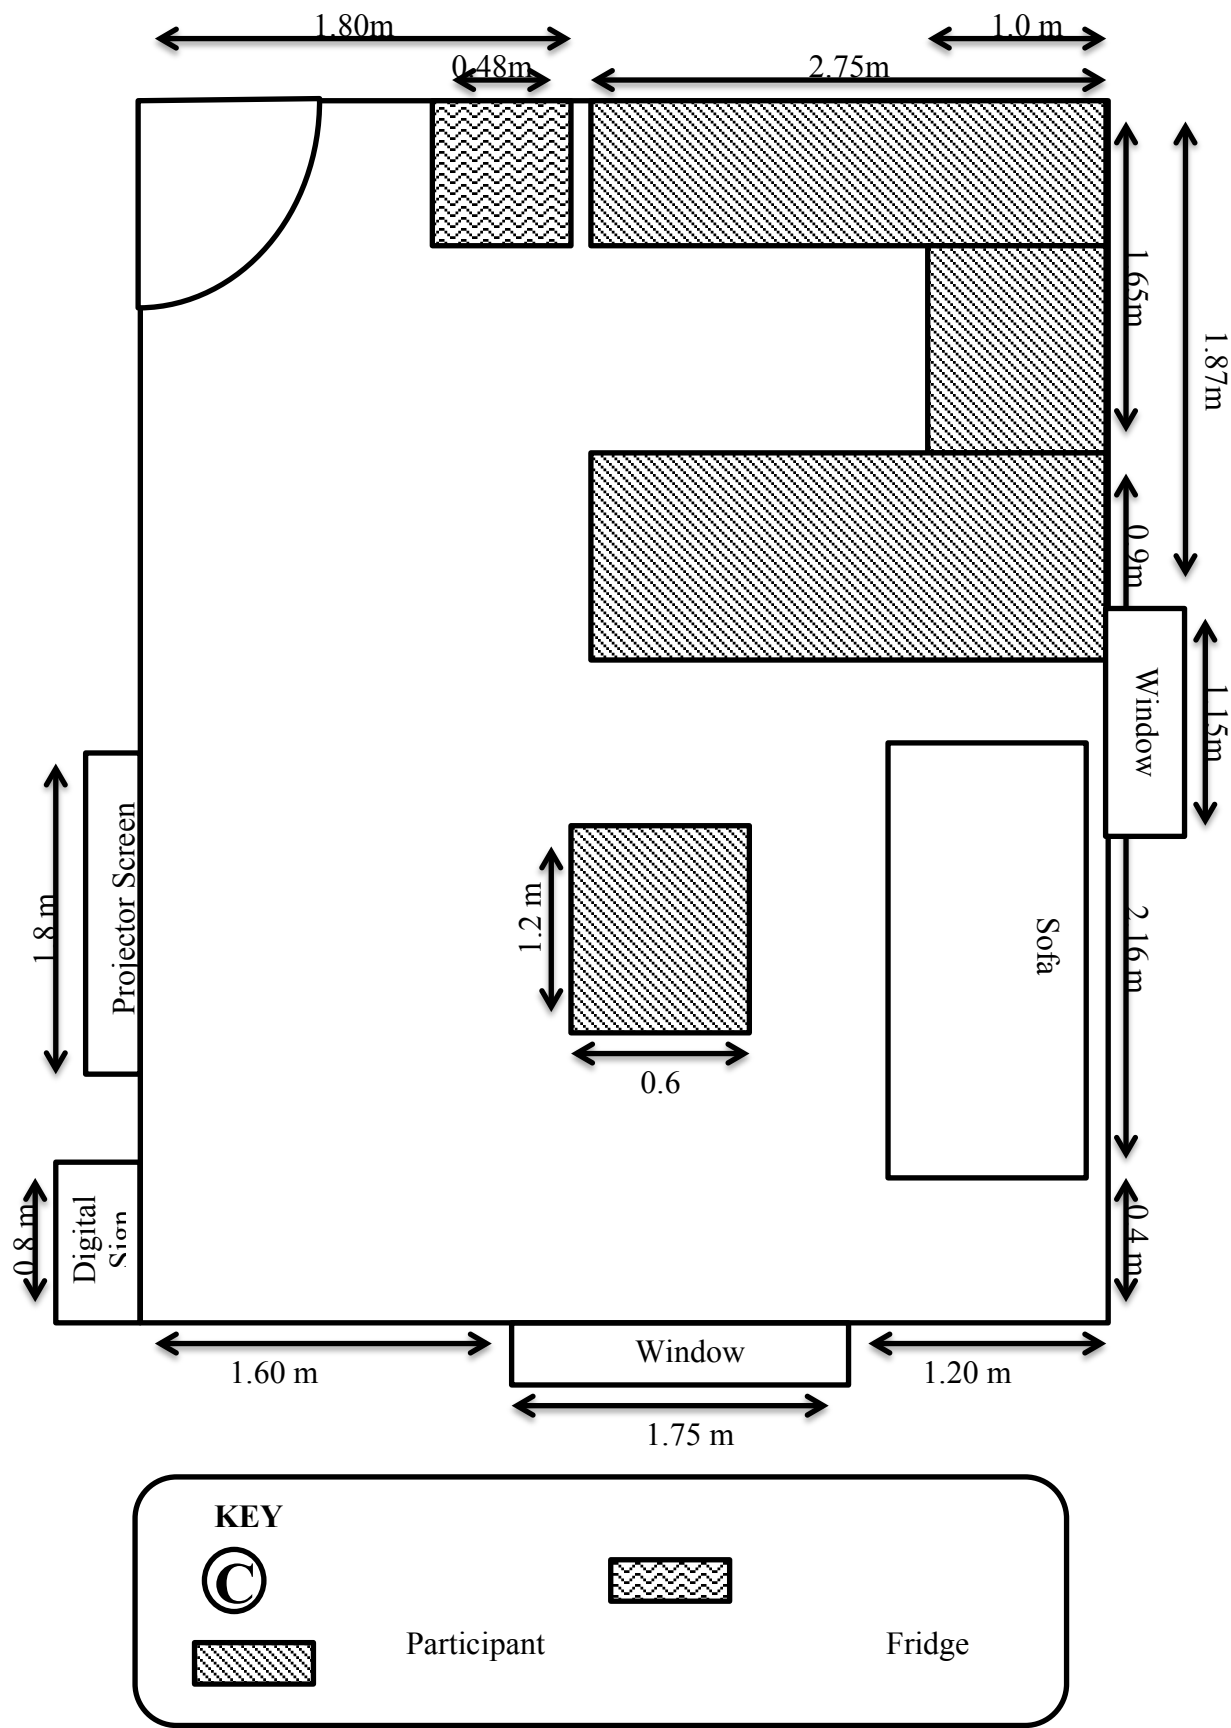 1.80m
1.0 m
0.48m
2.75m
1.65m
1.87m
0.9m
Window
1.15m
Projector Screen
1.8 m
1.2 m
Sofa
2.16 m
0.6
Digital
Sign
0.8 m
0.4 m
1.60 m
Window
1.20 m
1.75 m
KEY
C
Participant
Fridge